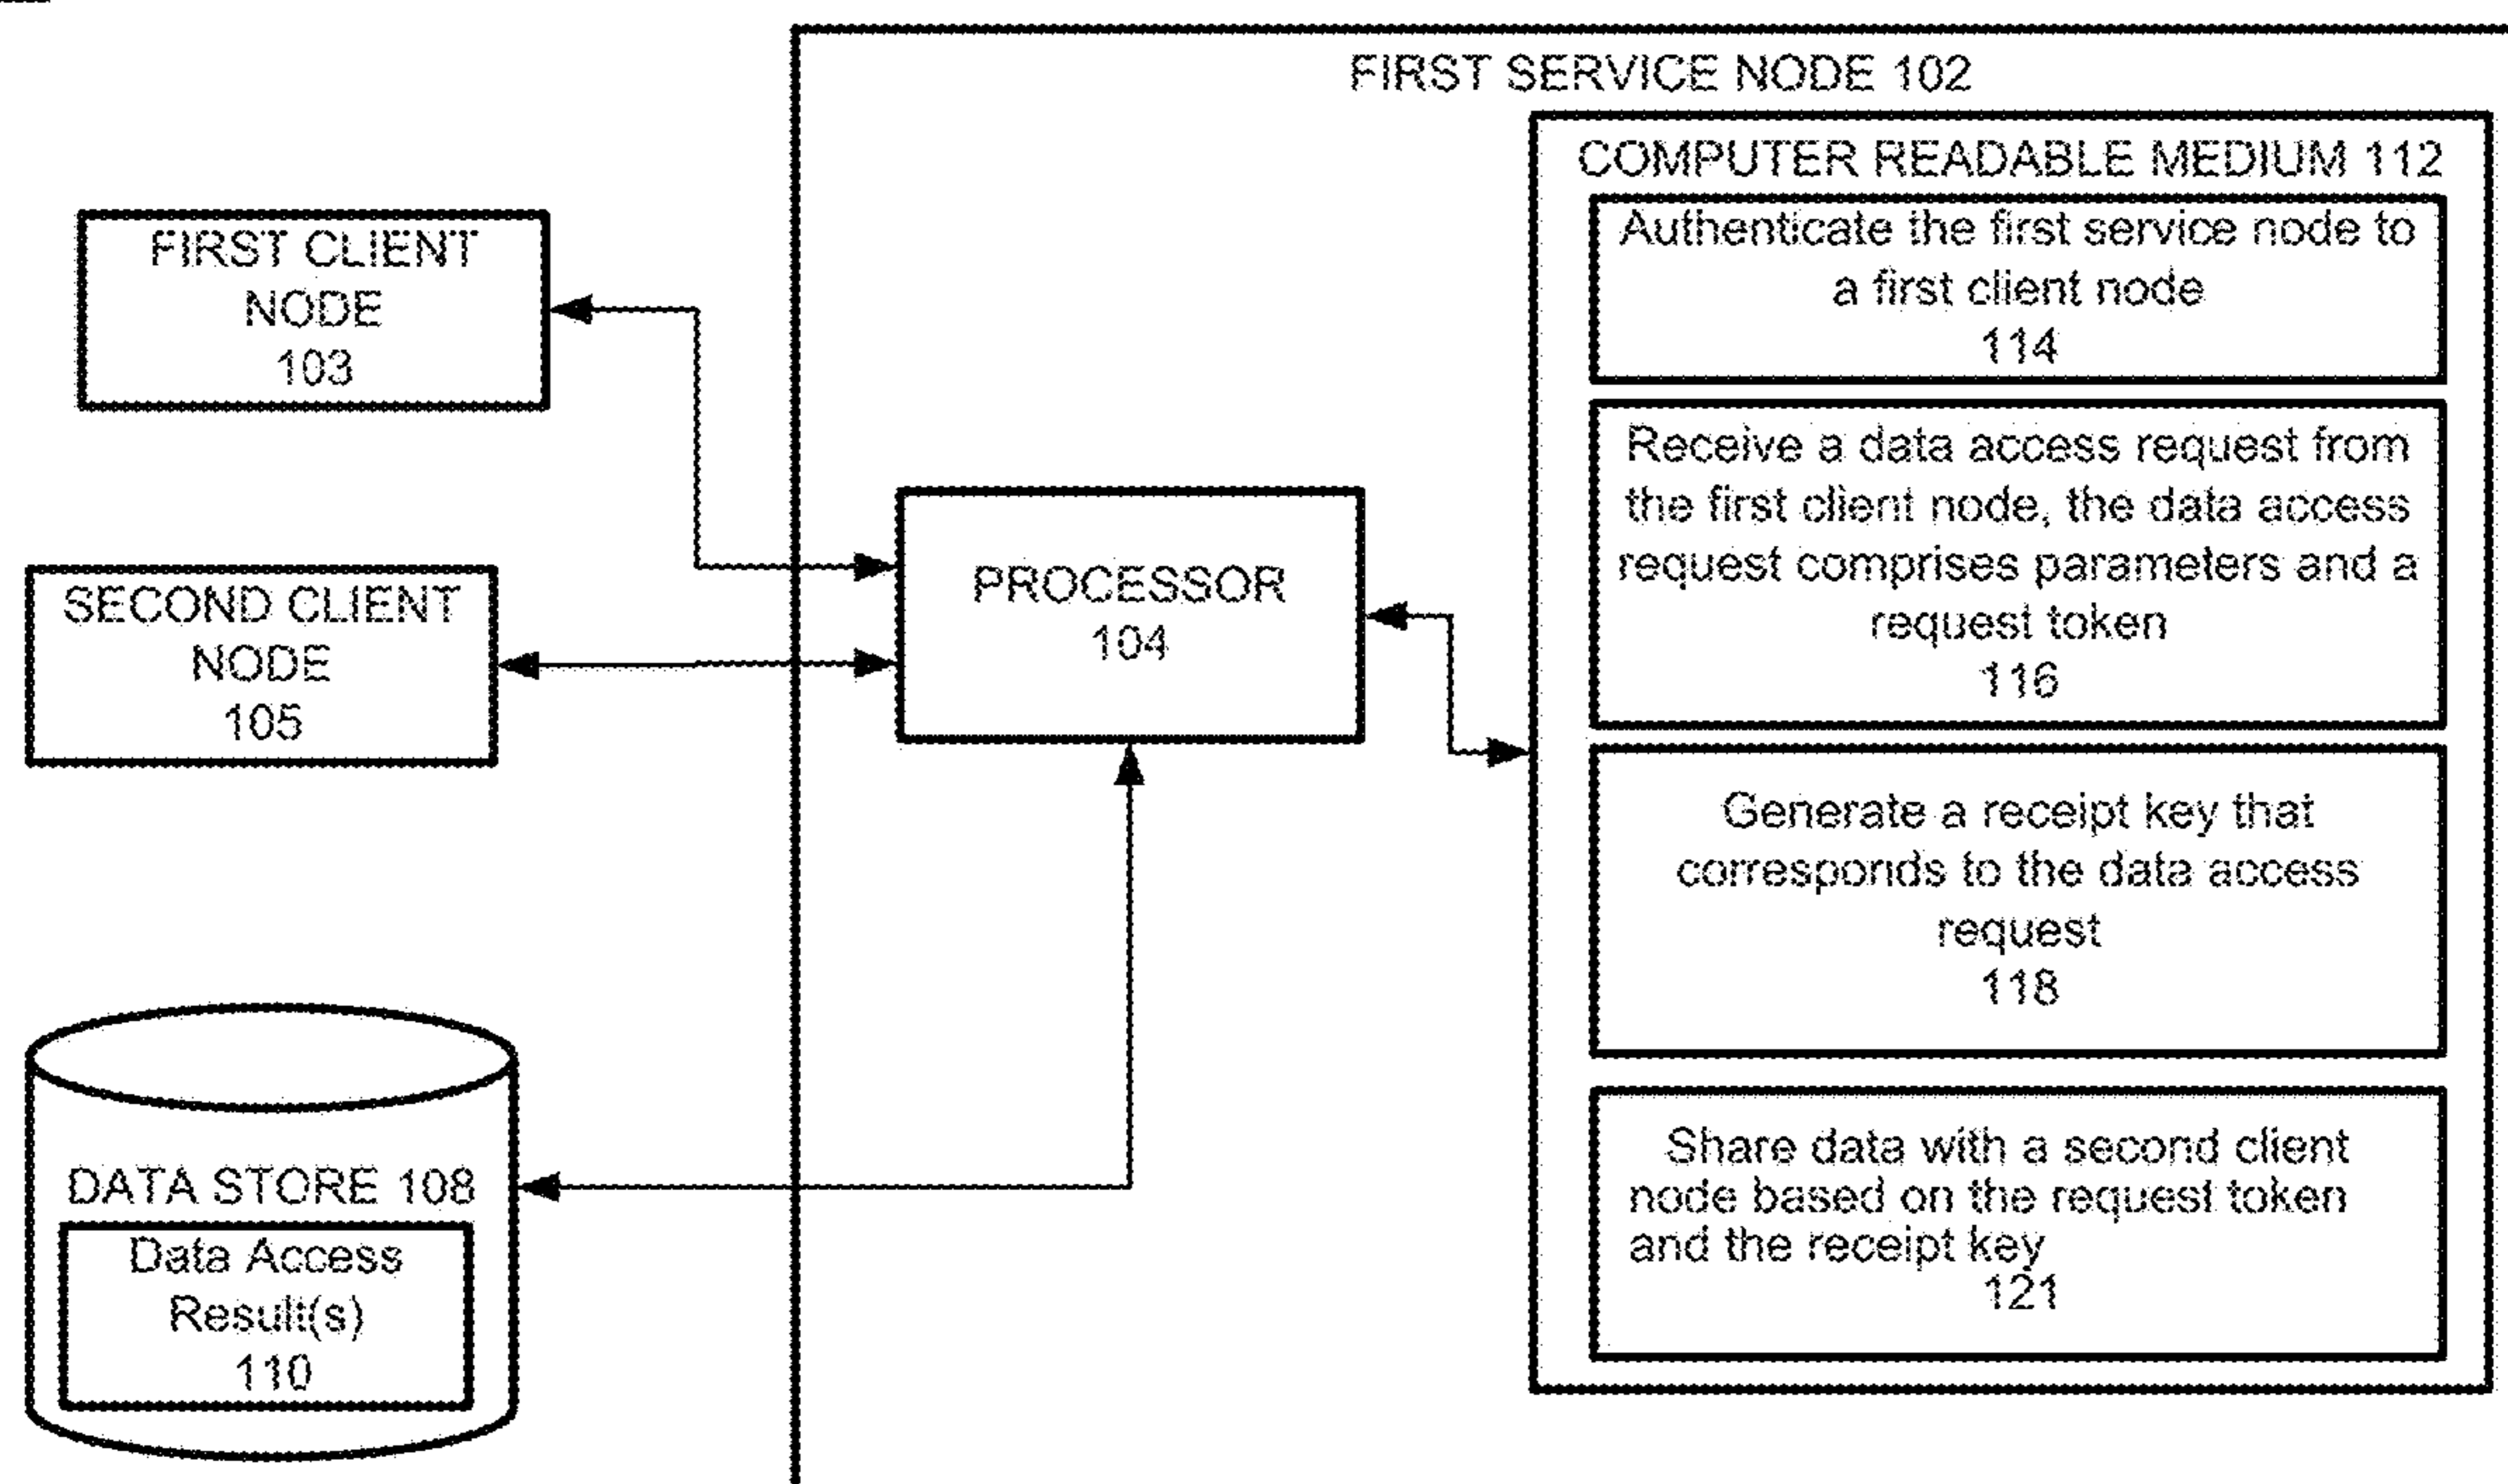 FIRST SERVICE NODE 102
COMPUTER READABLE MEDIUM 112
Authenticate the first service node to
a first client node
114
Receive a data access request from
the first client node, the data access
request comprises parameters and a
request token
116
Generate a receipt key that
corresponds to the data access
request
118
Share data with a second client
node based on the request token
and the receipt key
121
FIRST CLIENT
NODE
103
SECOND CLIENT
NODE
105
PROCESSOR
104
DATA STORE 108
Data Access
Result(s)
110